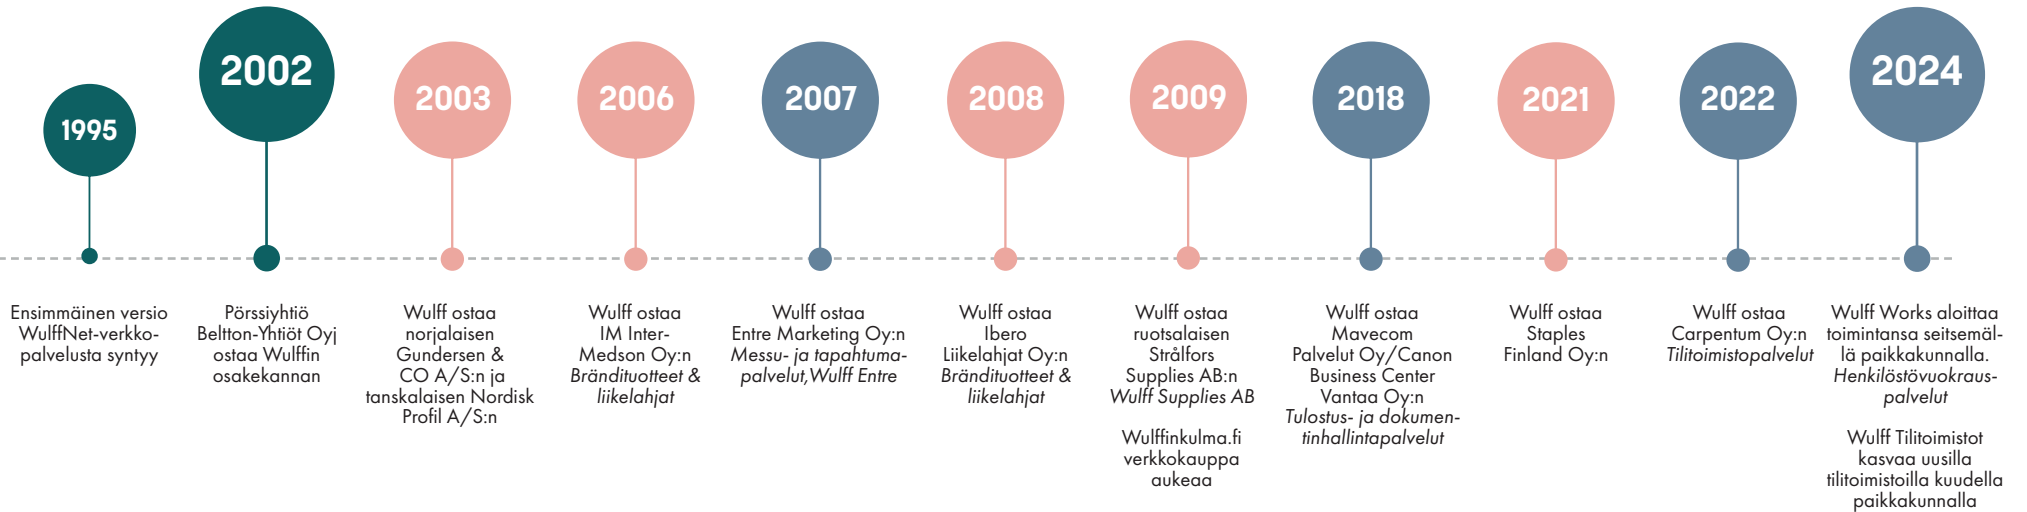 1995
Ensimmäinen versio
WulffNet-verkko-
palvelusta syntyy
2002
Pörssiyhtiö
Beltton-Yhtiöt Oyj
ostaa Wulffin
osakekannan
2003
Wulff ostaa
norjalaisen
Gundersen &
CO A/S:n ja
tanskalaisen Nordisk
Profil A/S:n
2006
Wulff ostaa
IM Inter-
Medson Oy:n
Brändituotteet &
liikelahjat
2007
Wulff ostaa
Entre Marketing Oy:n
Messu- ja tapahtuma-
palvelut,Wulff Entre
2008
Wulff ostaa
Ibero
Liikelahjat Oy:n
Brändituotteet &
liikelahjat
2009
Wulff ostaa
ruotsalaisen
Strålfors
Supplies AB:n
Wulff Supplies AB
Wulffinkulma.fi
verkkokauppa
aukeaa
2018
Wulff ostaa
Mavecom
Palvelut Oy/Canon
Business Center
Vantaa Oy:n
Tulostus- ja dokumen-
tinhallintapalvelut
2021
Wulff ostaa
Staples
Finland Oy:n
2022
Wulff ostaa
Carpentum Oy:n
Tilitoimistopalvelut
2024
Wulff Works aloittaa
toimintansa seitsemäl-
lä paikkakunnalla.
Henkilöstövuokraus-
palvelut
Wulff Tilitoimistot
kasvaa uusilla
tilitoimistoilla kuudella
paikkakunnalla